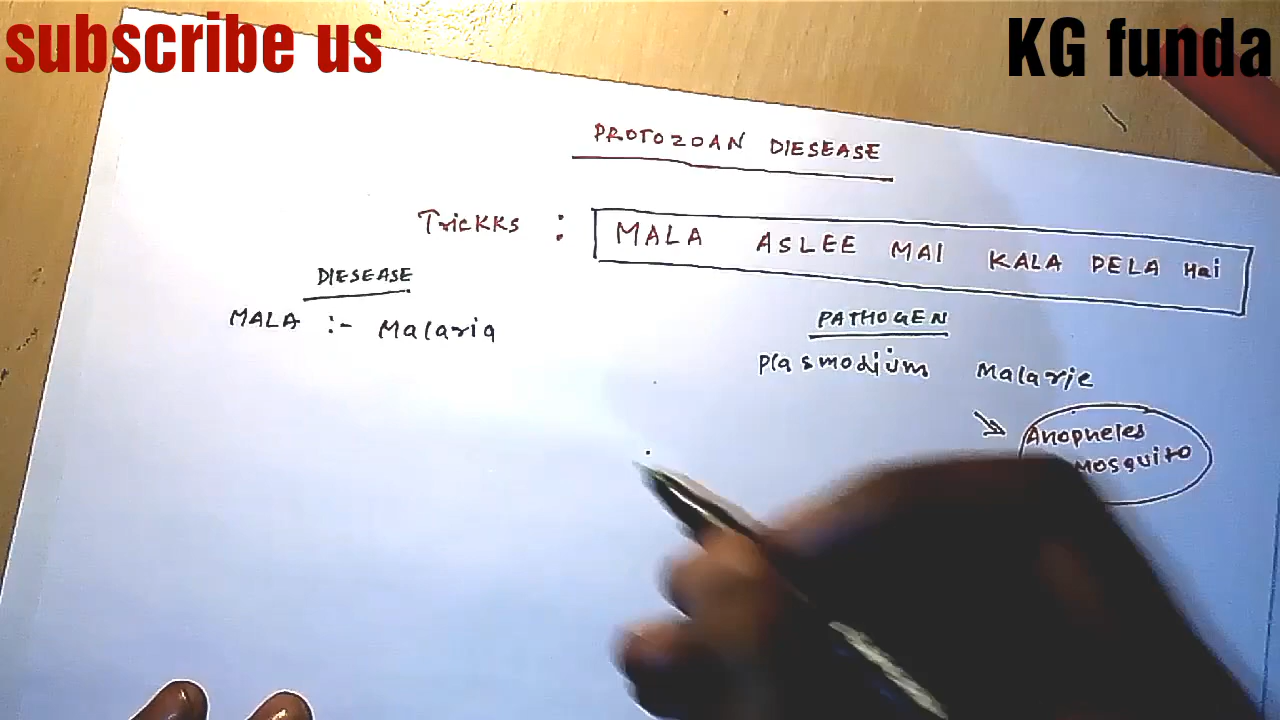 subscribe us
KG funda
PROTOZOAN DIESEASE
TricKKs : MALA ASLEE MAI KALA PELA Hai
DIESEASE
MALA :- Malaria
PATHOGEN
Plasmodium Malarie
Anopheles
Mosquito